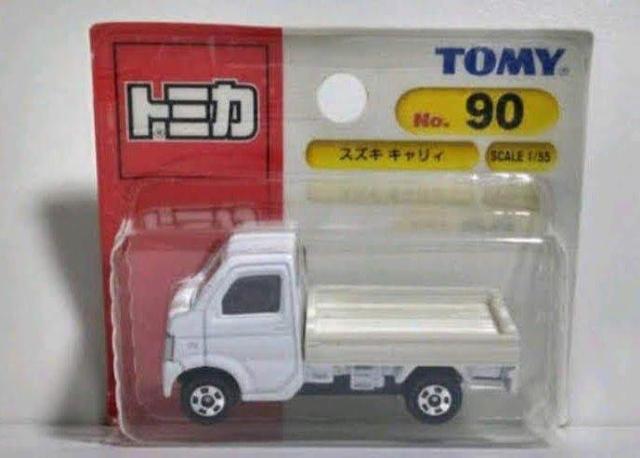 トミカ
TOMY
No. 90
スズキ キャリィ
SCALE 1/55